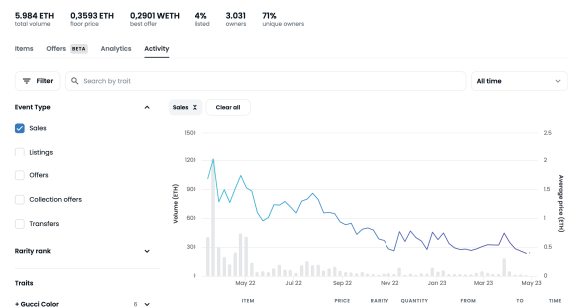 5.984 ETH 0,3593 ETH 0,2901 WETH 4% 3.031 71%
total volume floor price best offer listed owners unique owners
Items Offers BETA Analytics Activity
Filter Search by trait All time
Event Type
Sales Clear all
Sales
Listings
Offers
Collection offers
Transfers
Rarity rank
Traits
+ Gucci Color 8
Volume (ETH)
1501
1201
900
600
300
1
Average price (ETH)
2.5
2
1.5
1
0.5
0
May 22 Jul 22 Sep 22 Nov 22 Jan 23 Mar 23 May 23
ITEM PRICE RARITY QUANTITY FROM TO TIME